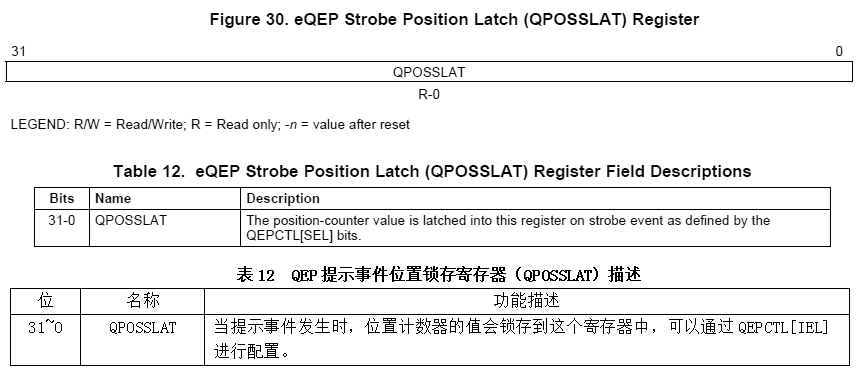 Figure 30. eQEP Strobe Position Latch (QPOSSLAT) Register
31 0
QPOSSLAT
R-0
LEGEND: R/W = Read/Write; R = Read only; -n = value after reset
Table 12. eQEP Strobe Position Latch (QPOSSLAT) Register Field Descriptions
Bits Name Description
31-0 QPOSSLAT The position-counter value is latched into this register on strobe event as defined by the
QEPCTL[SEL] bits.
表 12 QEP 提示事件位置锁存寄存器（QPOSSLAT）描述
位 名称 功能描述
31~0 QPOSSLAT 当提示事件发生时，位置计数器的值会锁存到这个寄存器中，可以通过 QEPCTL[IEL]
进行配置。